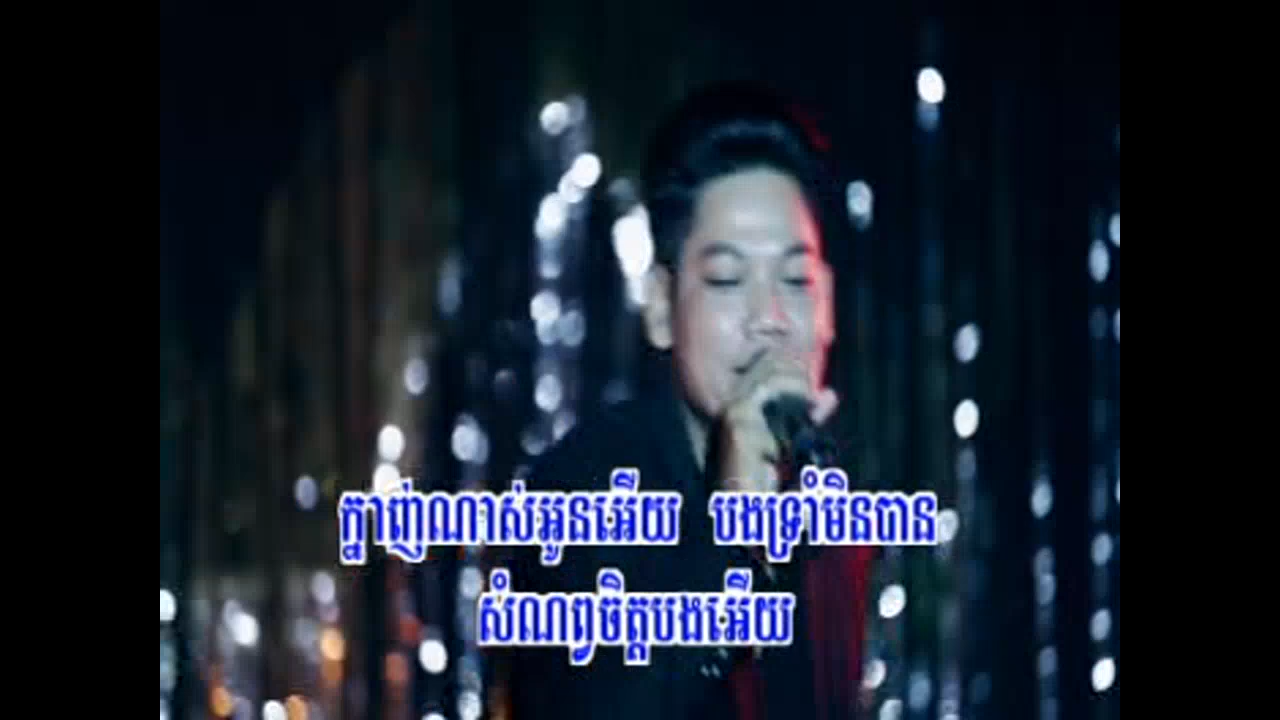 ក្នាញ់ណាស់អូនអើយ បងទ្រាំមិនបាន
សំណព្វចិត្តបងអើយ